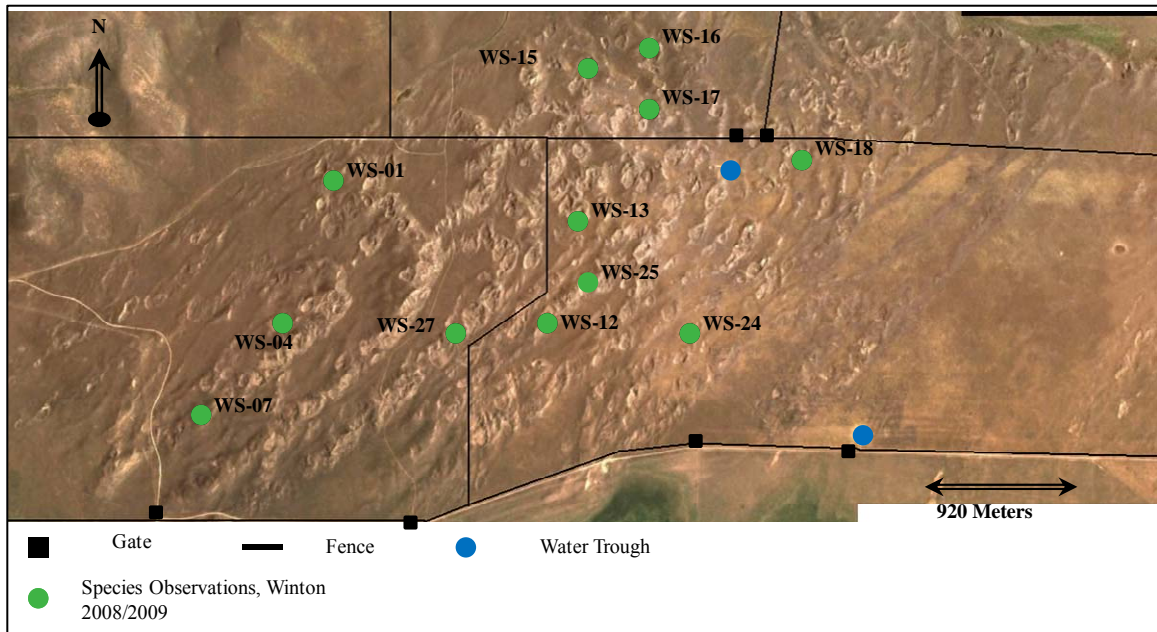 N
WS-16
WS-15
WS-17
WS-18
WS-01
WS-13
WS-25
WS-12
WS-27
WS-24
WS-04
WS-07
920 Meters
Gate
Fence
Water Trough
Species Observations, Winton
2008/2009